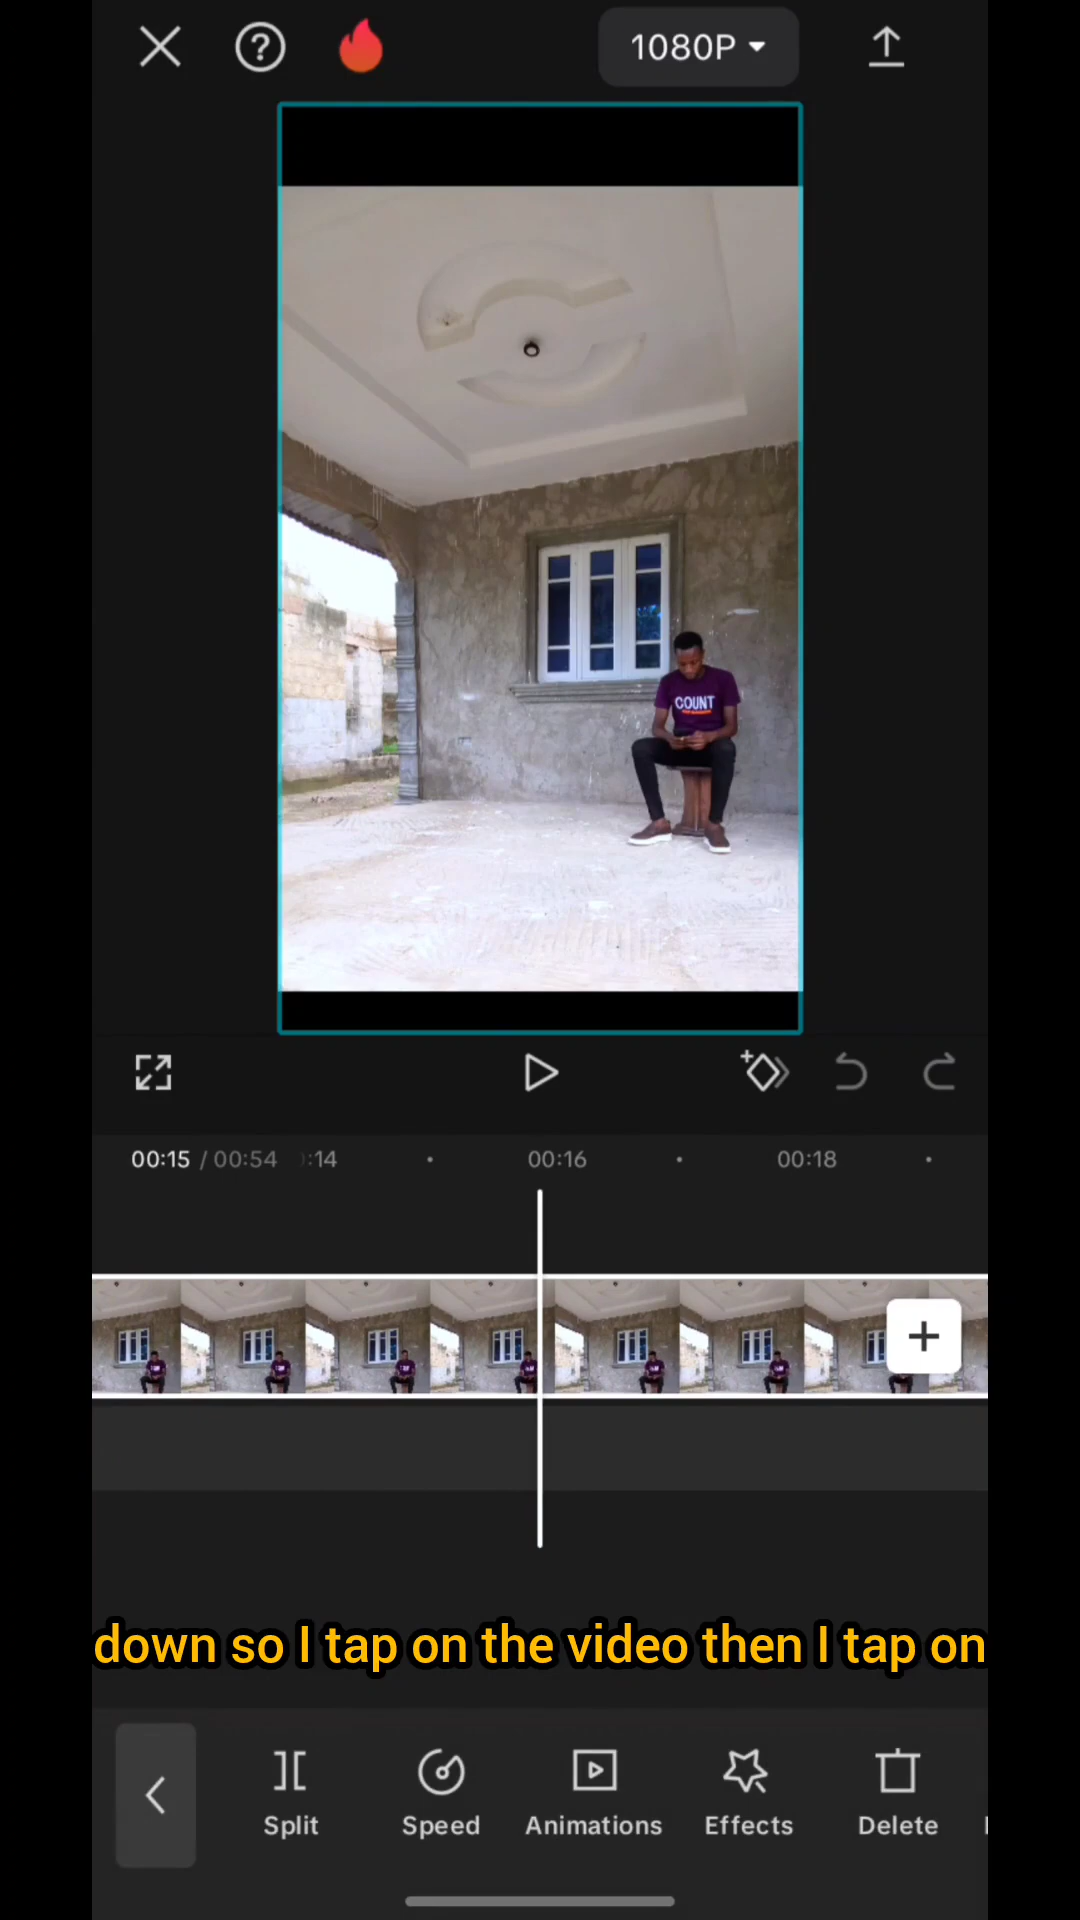 1080P
COUNT
00:15 / 00:54 :14 00:16 00:18
down so I tap on the video then I tap on
Split Speed Animations Effects Delete